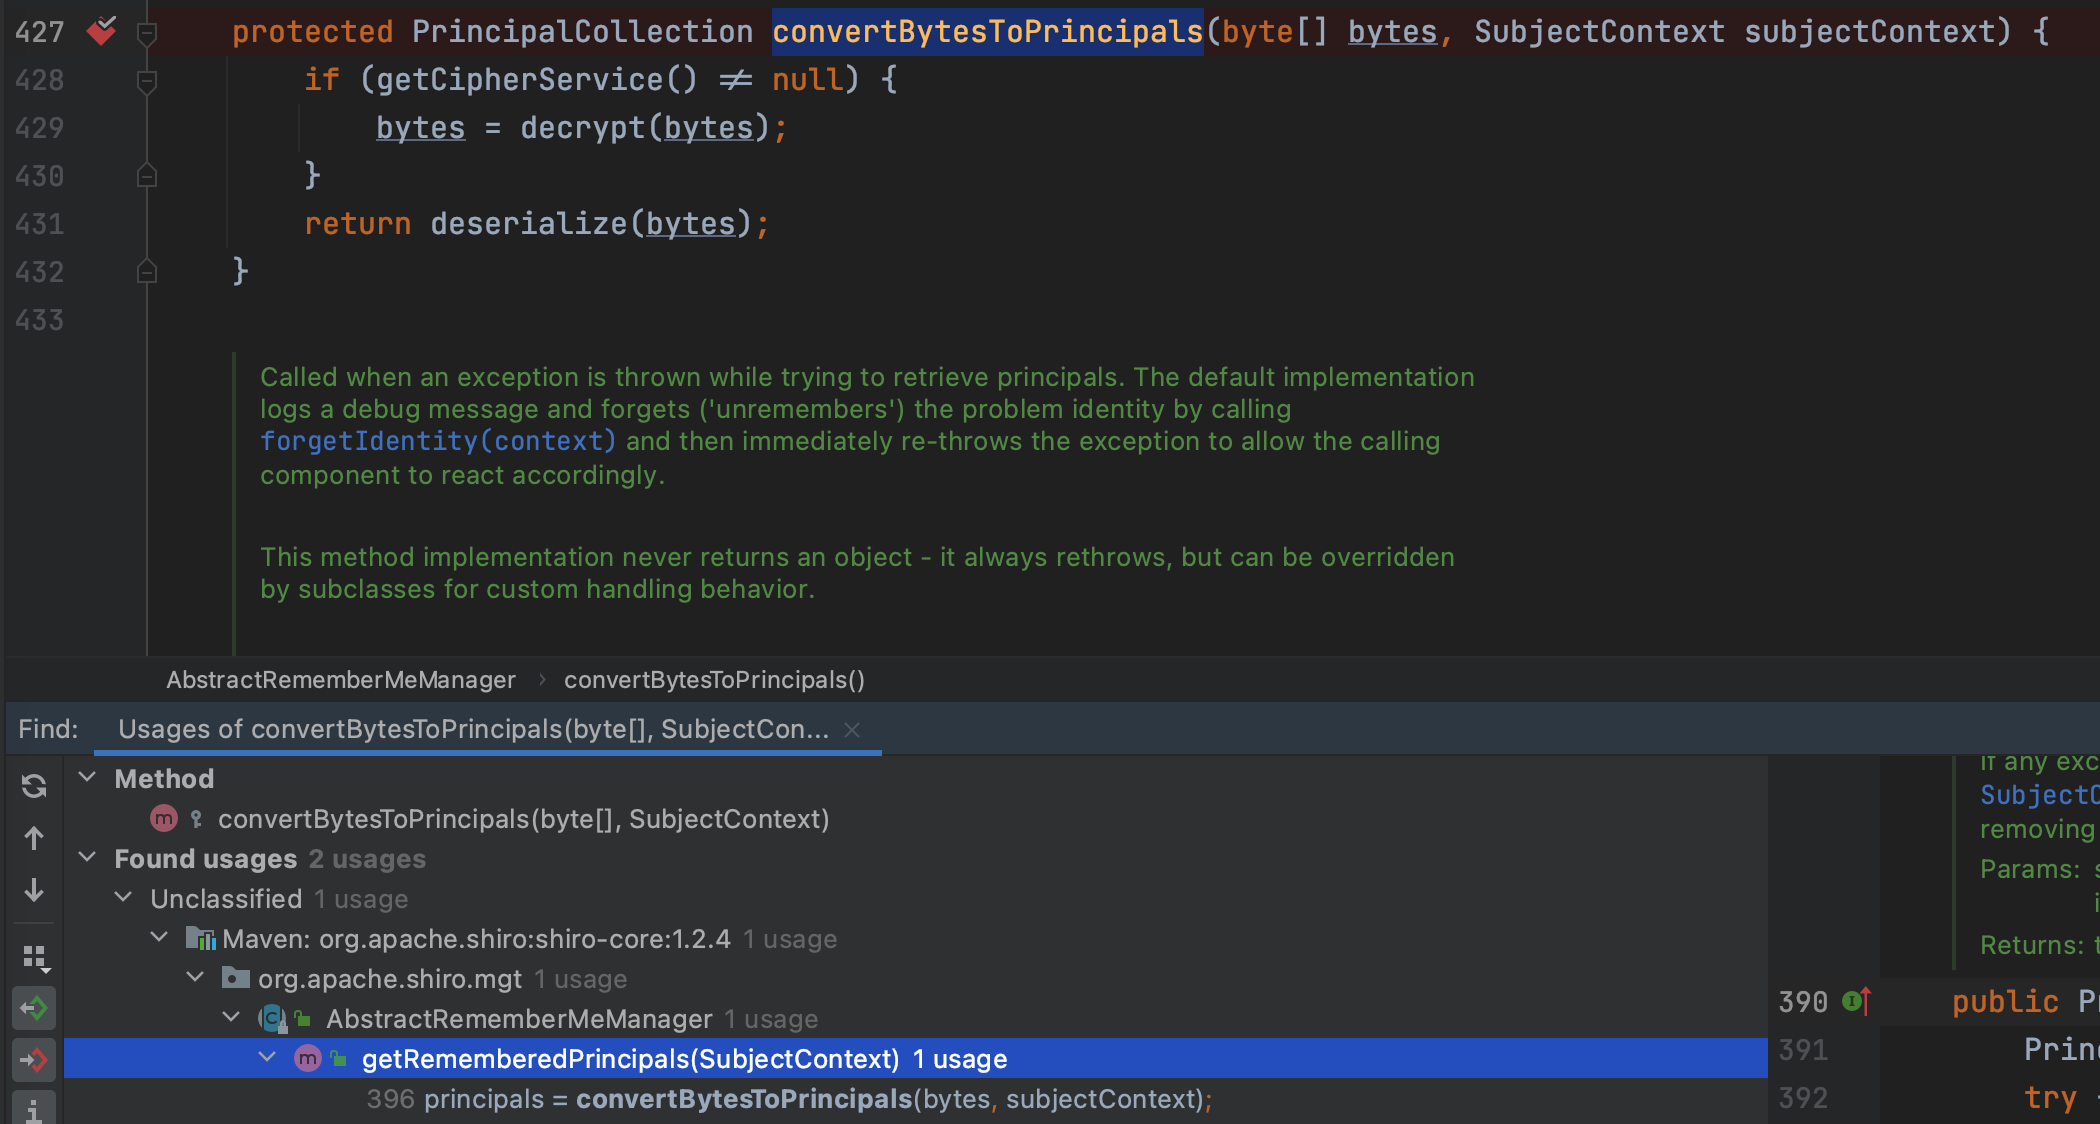 427 protected PrincipalCollection convertBytesToPrincipals(byte[] bytes, SubjectContext subjectContext) {
428 if (getCipherService() ≠ null) {
429 bytes = decrypt(bytes);
430 }
431 return deserialize(bytes);
432 }
433
Called when an exception is thrown while trying to retrieve principals. The default implementation
logs a debug message and forgets ('unremembers') the problem identity by calling
forgetIdentity(context) and then immediately re-throws the exception to allow the calling
component to react accordingly.
This method implementation never returns an object - it always rethrows, but can be overridden
by subclasses for custom handling behavior.
AbstractRememberMeManager › convertBytesToPrincipals()
Find: Usages of convertBytesToPrincipals(byte[], SubjectCon... ×
Method
m convertBytesToPrincipals(byte[], SubjectContext)
Found usages 2 usages
Unclassified 1 usage
Maven: org.apache.shiro:shiro-core:1.2.4 1 usage
org.apache.shiro.mgt 1 usage
C AbstractRememberMeManager 1 usage
m getRememberedPrincipals(SubjectContext) 1 usage
396 principals = convertBytesToPrincipals(bytes, subjectContext);
If any exc
SubjectC
removing
Params:
Returns: t
390 public P
391 Prin
392 try